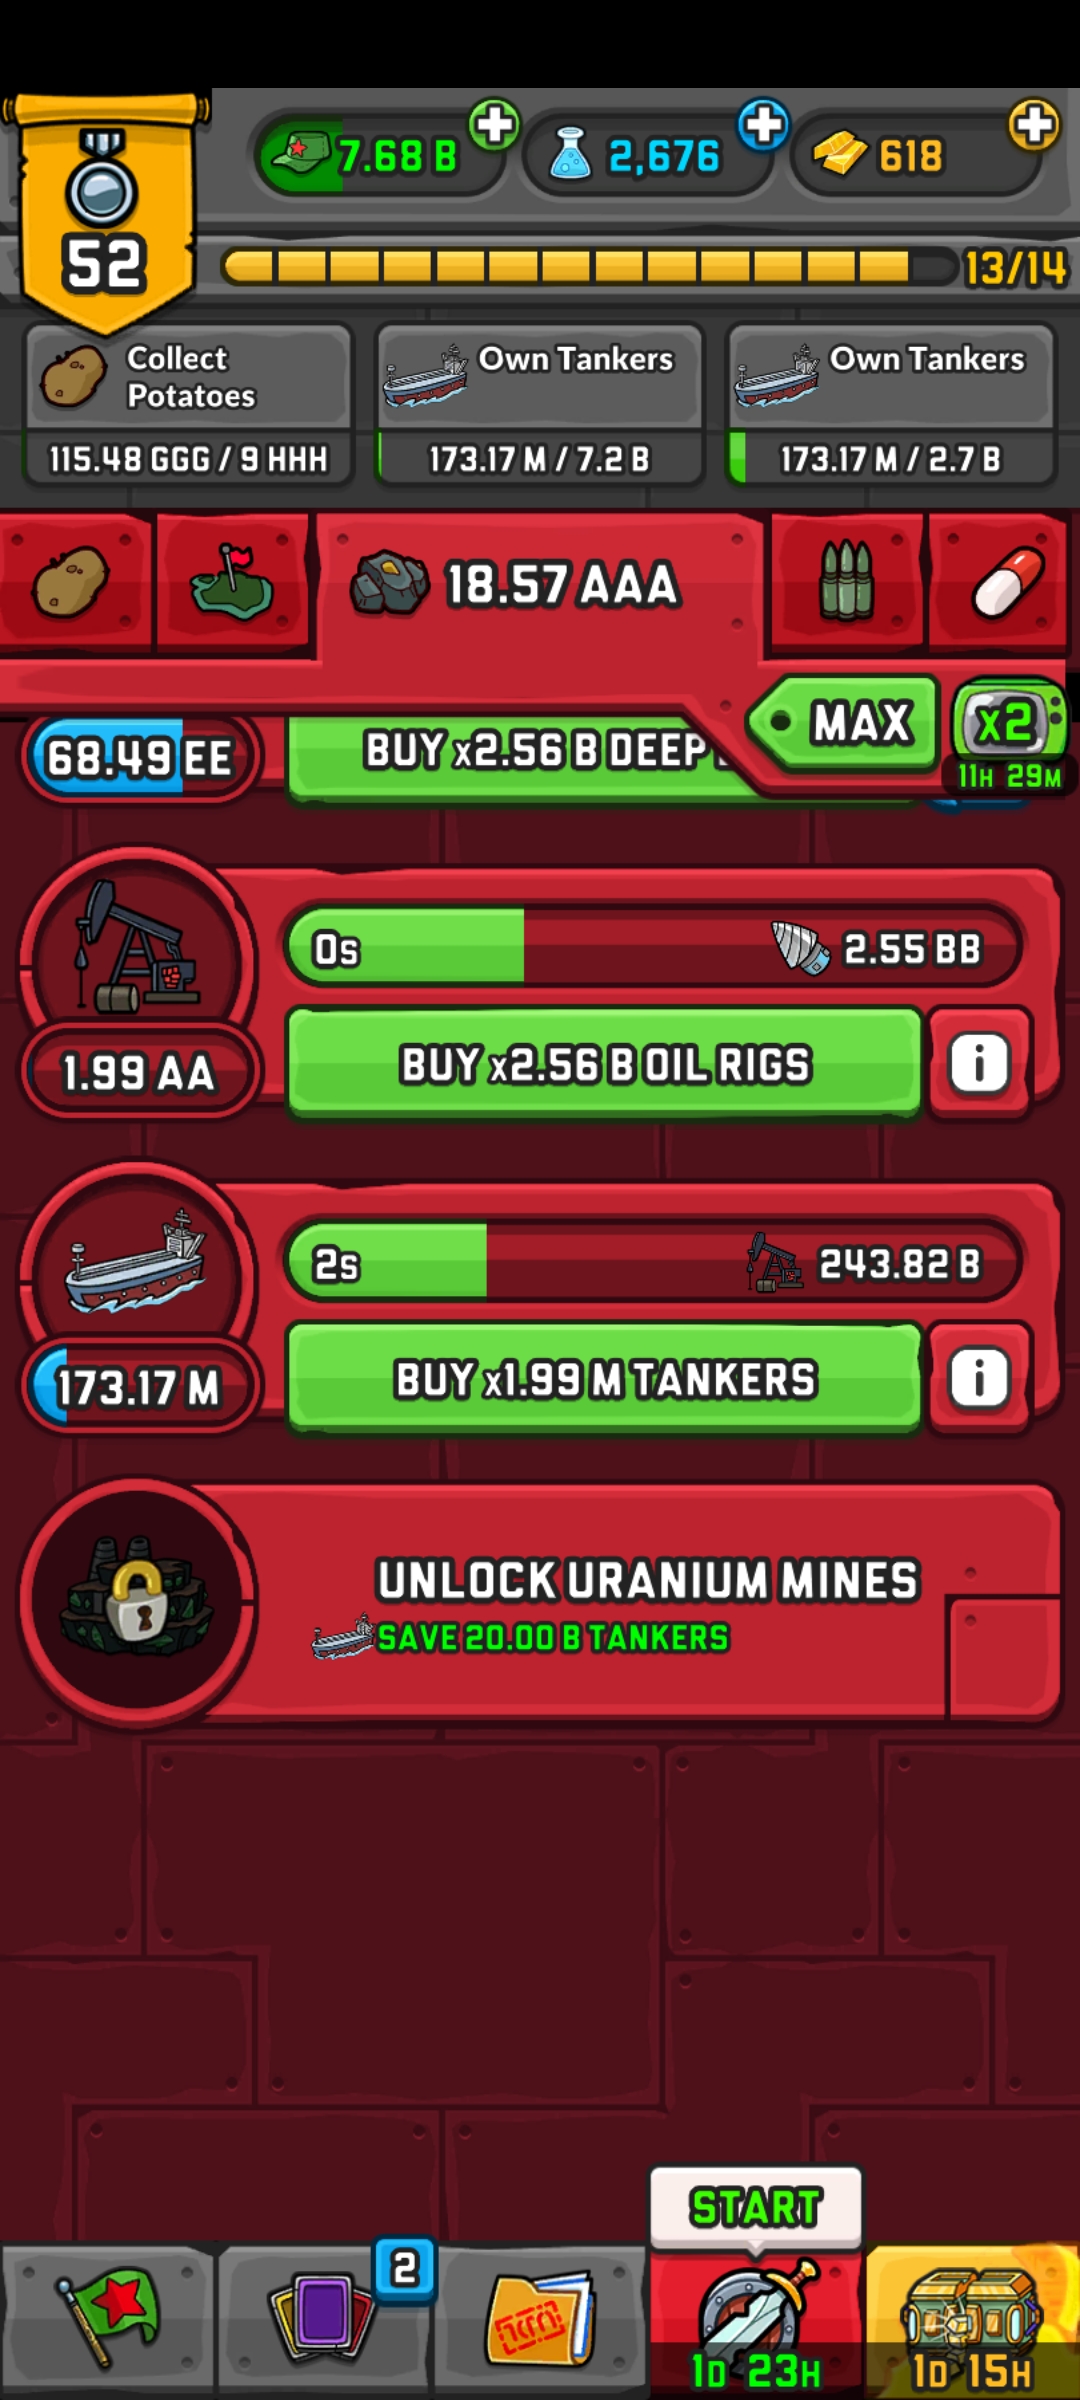 52
7.68 B
2,676
618
13/14
Collect
Potatoes
115.48 GGG / 9 HHH
Own Tankers
173.17 M / 7.2 B
Own Tankers
173.17 M / 2.7 B
18.57 AAA
MAX
x2
11H 29M
68.49 EE
BUY x2.56 B DEEP
0s
2.55 BB
1.99 AA
BUY x2.56 B OIL RIGS
i
2s
243.82 B
173.17 M
BUY x1.99 M TANKERS
i
UNLOCK URANIUM MINES
SAVE 20.00 B TANKERS
START
2
1D 23H
1D 15H